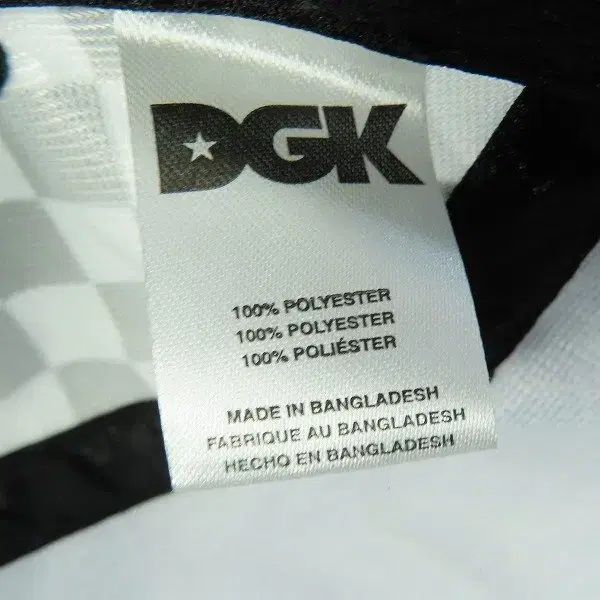 DGK
100% POLYESTER
100% POLYESTER
100% POLIÉSTER
MADE IN BANGLADESH
FABRIQUE AU BANGLADESH
HECHO EN BANGLADESH